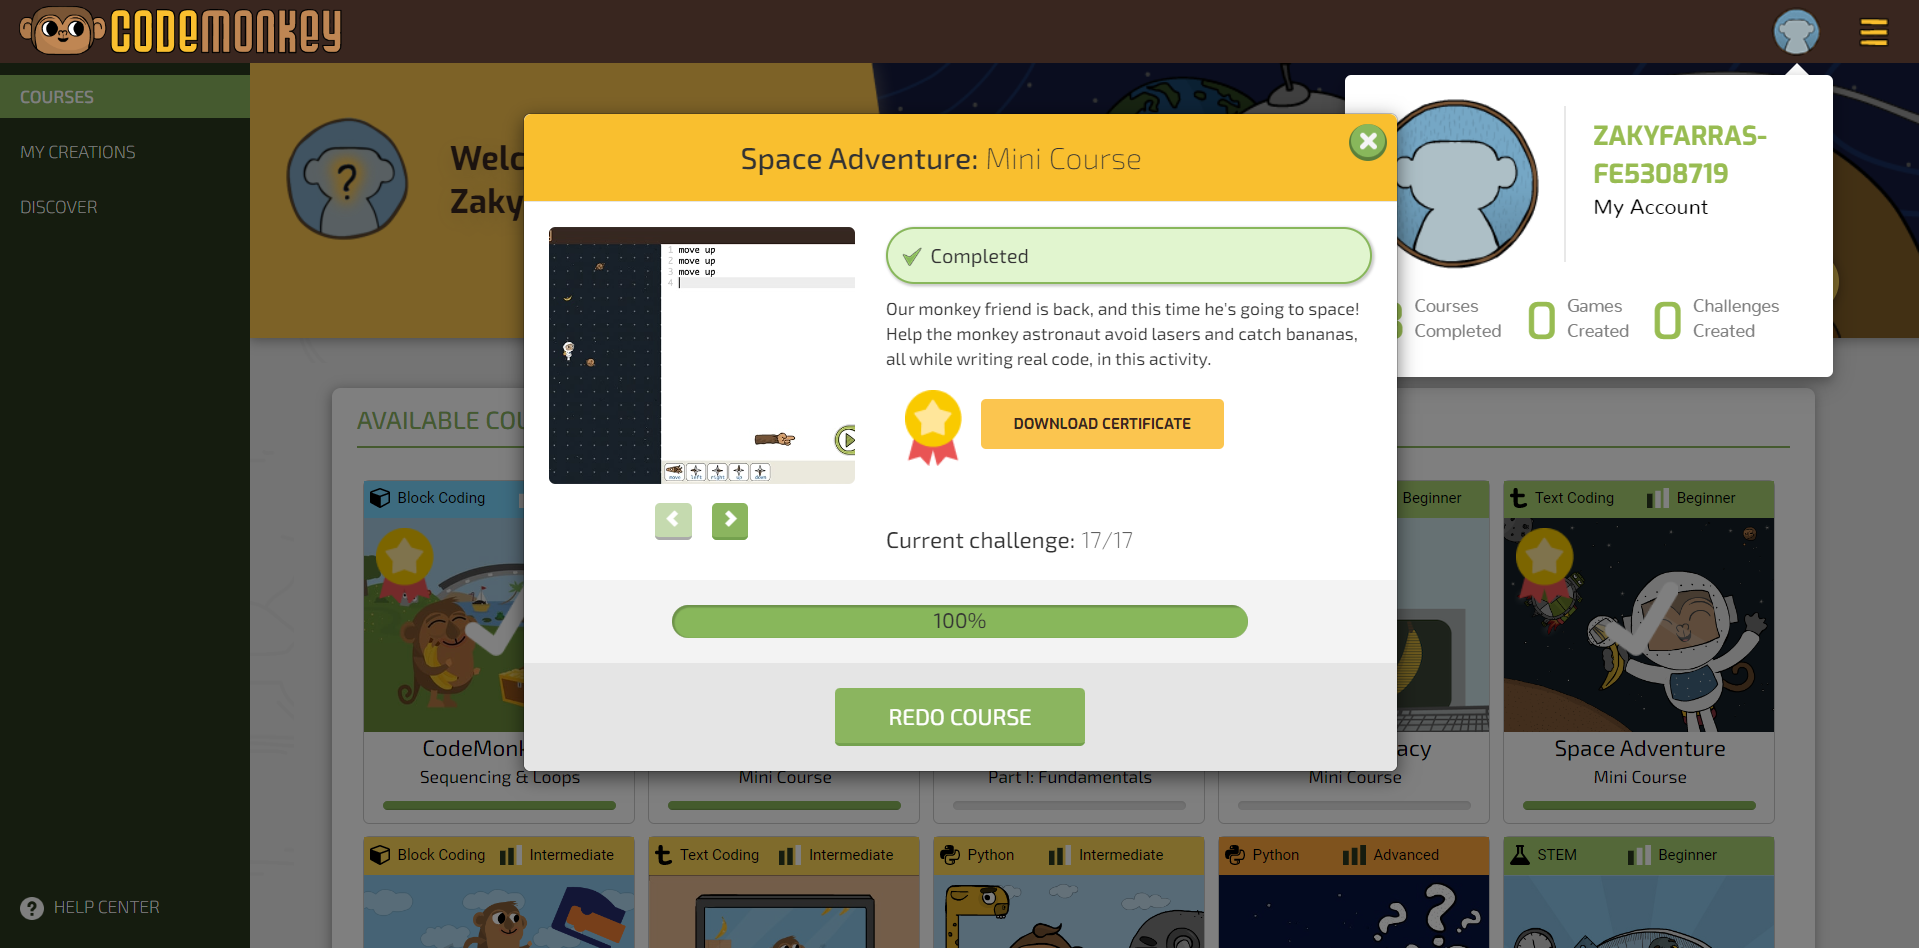 CODEMONKEY
COURSES
MY CREATIONS
DISCOVER
HELP CENTER
Zaky
ZAKYFARRAS-
FE5308719
My Account
Courses
Completed
0
Games
Created
0
Challenges
Created
Space Adventure: Mini Course
1 move up
2 move up
3 move up
4
move
left
right
up
down
Completed
Our monkey friend is back, and this time he's going to space!
Help the monkey astronaut avoid lasers and catch bananas,
all while writing real code, in this activity.
DOWNLOAD CERTIFICATE
Current challenge: 17/17
100%
REDO COURSE
AVAILABLE
Block Coding
Beginner
Text Coding Beginner
Sequencing & Loops
Mini Course
Part I: Fundamentals
Mini Course
Space Adventure
Mini Course
Block Coding Intermediate
Text Coding Intermediate
Python Intermediate
Python Advanced
STEM Beginner